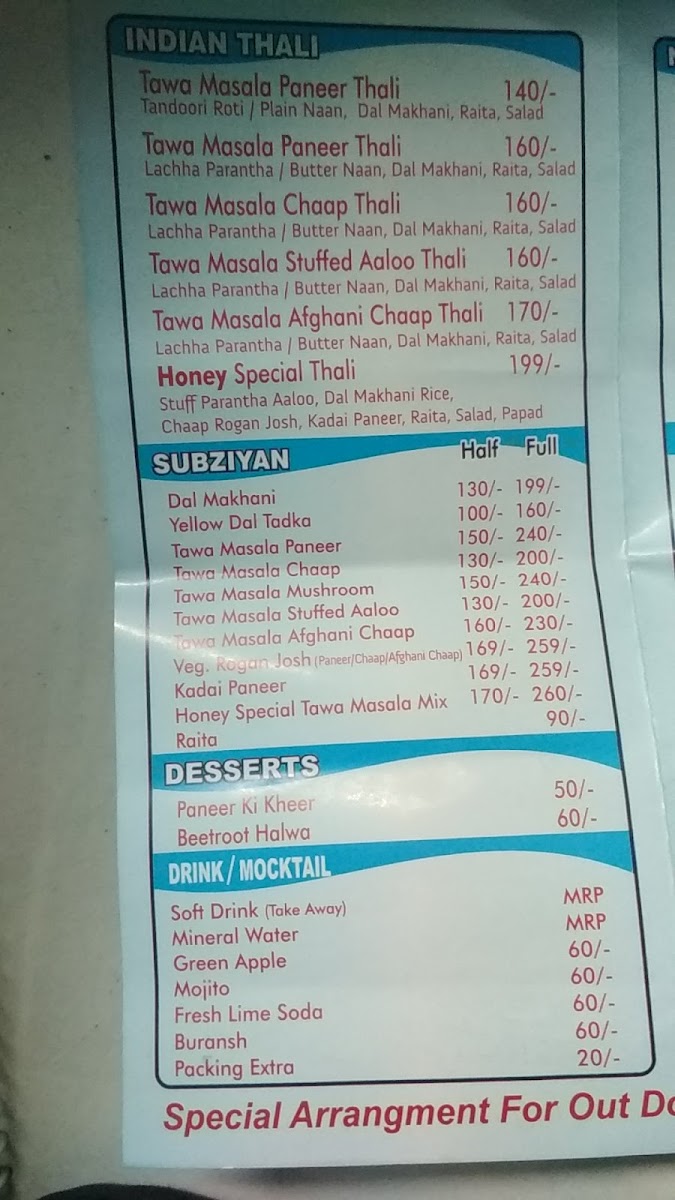 INDIAN THALI
Tawa Masala Paneer Thali 140/-
Tandoori Roti / Plain Naan, Dal Makhani, Raita, Salad
Tawa Masala Paneer Thali 160/-
Lachha Parantha / Butter Naan, Dal Makhani, Raita, Salad
Tawa Masala Chaap Thali 160/-
Lachha Parantha / Butter Naan, Dal Makhani, Raita, Salad
Tawa Masala Stuffed Aaloo Thali 160/-
Lachha Parantha / Butter Naan, Dal Makhani, Raita, Salad
Tawa Masala Afghani Chaap Thali 170/-
Lachha Parantha / Butter Naan, Dal Makhani, Raita, Salad
Honey Special Thali 199/-
Stuff Parantha Aaloo, Dal Makhani Rice,
Chaap Rogan Josh, Kadai Paneer, Raita, Salad, Papad
SUBZIYAN Half Full
Dal Makhani 130/- 199/-
Yellow Dal Tadka 100/- 160/-
Tawa Masala Paneer 150/- 240/-
Tawa Masala Chaap 130/- 200/-
Tawa Masala Mushroom 150/- 240/-
Tawa Masala Stuffed Aaloo 130/- 200/-
Tawa Masala Afghani Chaap 160/- 230/-
Veg. Rogan Josh (Paneer/Chaap/Afghani Chaap) 169/- 259/-
Kadai Paneer 169/- 259/-
Honey Special Tawa Masala Mix 170/- 260/-
Raita 90/-
DESSERTS
Paneer Ki Kheer 50/-
Beetroot Halwa 60/-
DRINK / MOCKTAIL
Soft Drink (Take Away) MRP
Mineral Water MRP
Green Apple 60/-
Mojito 60/-
Fresh Lime Soda 60/-
Buransh 60/-
Packing Extra 20/-
Special Arrangment For Out